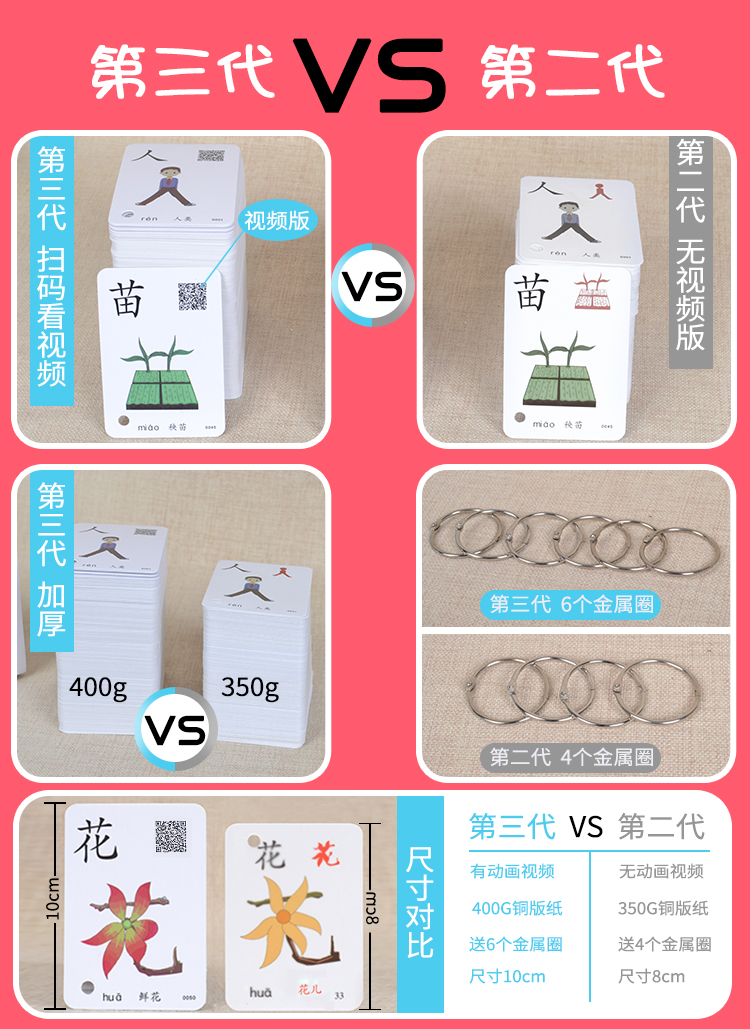 第三代 VS 第二代
第三代 扫码看视频
人
rén 人类 0001
视频版
苗
miáo 秧苗 0045
VS
第二代 无视频版
人
rén 人类 0001
苗
miáo 秧苗 0045
第三代 加厚
人
rén 人类
400g
VS
人
350g
第三代 6个金属圈
第二代 4个金属圈
10cm
花
huā 鲜花 0050
花
huā 花儿 33
8cm
尺寸对比
第三代 VS 第二代
有动画视频 无动画视频
400G铜版纸 350G铜版纸
送6个金属圈 送4个金属圈
尺寸10cm 尺寸8cm